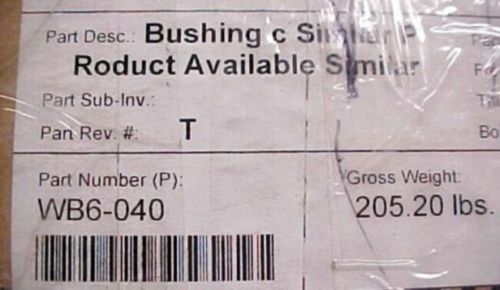 Part Desc.: Bushing c Similar P
Roduct Available Similar
Part Sub-Inv.:
Part Rev. #: T
Part Number (P):
WB6-040
Gross Weight:
205.20 lbs.